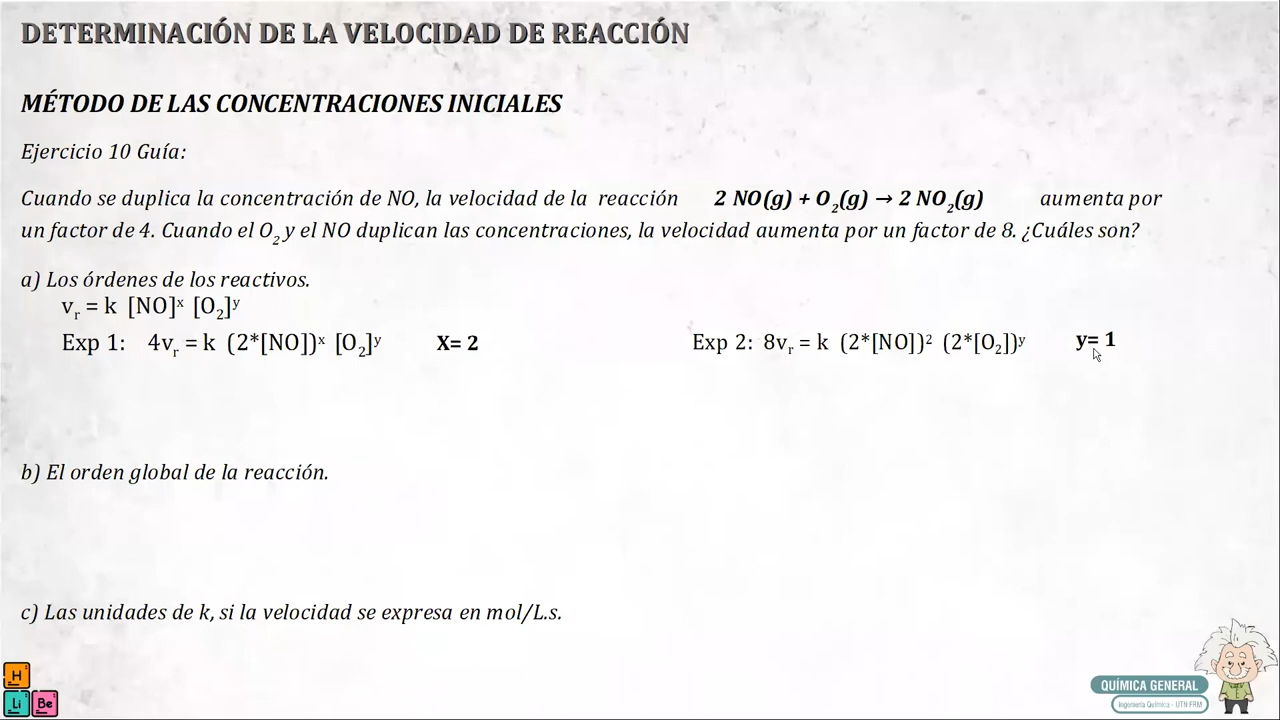 DETERMINACIÓN DE LA VELOCIDAD DE REACCIÓN
MÉTODO DE LAS CONCENTRACIONES INICIALES
Ejercicio 10 Guía:
Cuando se duplica la concentración de NO, la velocidad de la reacción 2 NO(g) + O₂(g) → 2 NO₂(g) aumenta por
un factor de 4. Cuando el O₂ y el NO duplican las concentraciones, la velocidad aumenta por un factor de 8. ¿Cuáles son?
a) Los órdenes de los reactivos.
vᵣ = k [NO]ˣ [O₂]ʸ
Exp 1: 4vᵣ = k (2*[NO])ˣ [O₂]ʸ X= 2 Exp 2: 8vᵣ = k (2*[NO])² (2*[O₂])ʸ y= 1
b) El orden global de la reacción.
c) Las unidades de k, si la velocidad se expresa en mol/L.s.
H
Li Be
QUÍMICA GENERAL
Ingeniería Química - UTN FRM